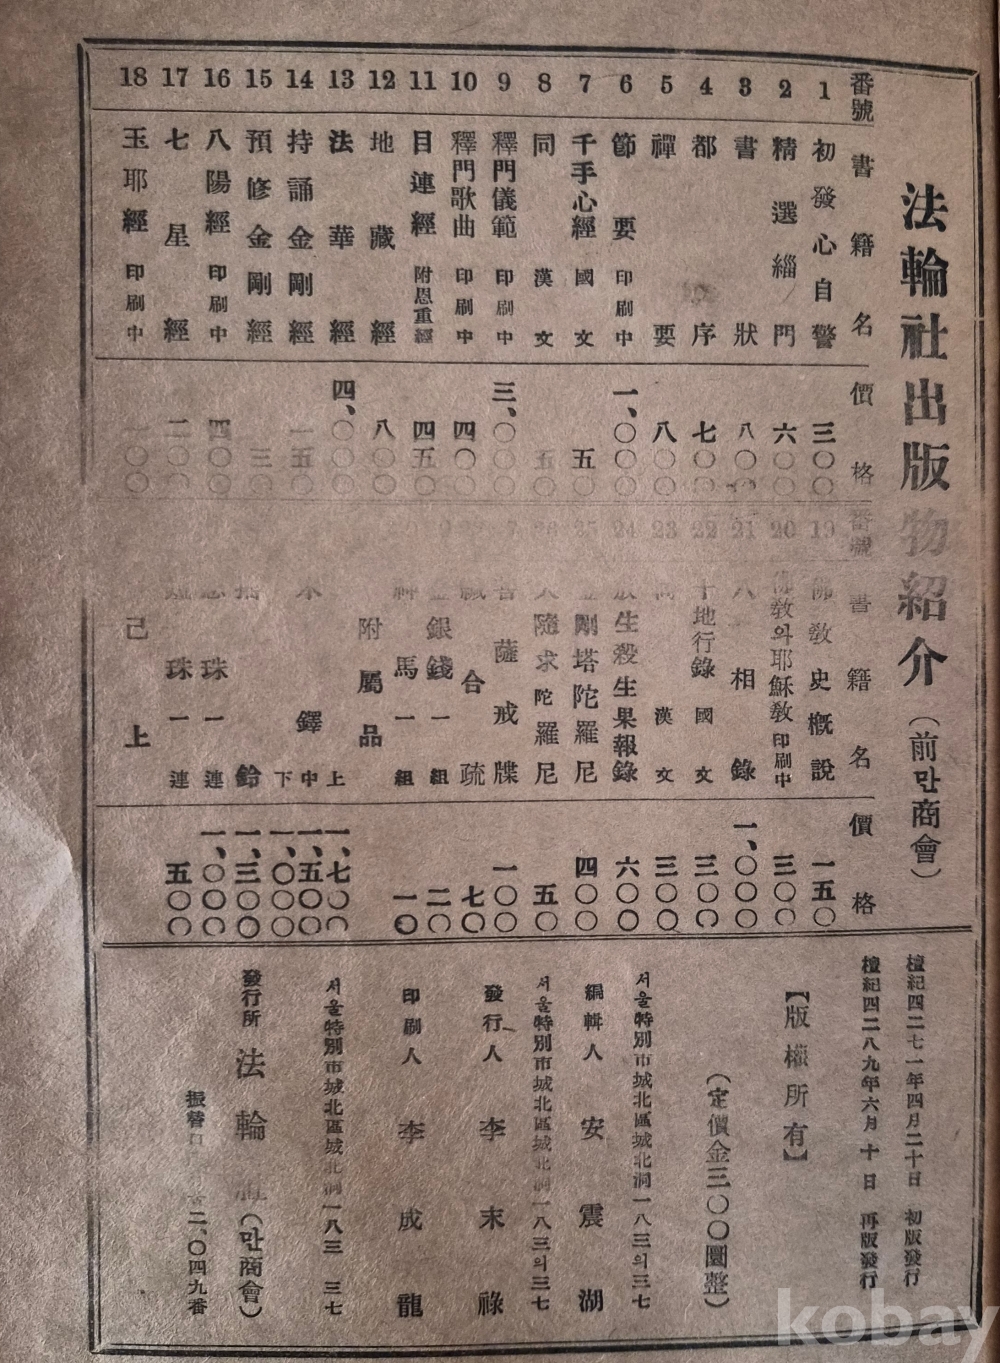 法輪社出版物紹介（前만商會）
番號 書籍名 價格
1 初發心自警 三〇〇
2 精選緇門 六〇〇
3 書狀 八〇〇
4 都序 七〇〇
5 禪要 八〇〇
6 節要 印刷中 一、〇〇〇
7 千手心經 國文 五〇
8 同 漢文 五〇
9 釋門儀範 印刷中 三、〇〇〇
10 釋門歌曲 印刷中 四〇
11 目連經 附恩重經 四五〇
12 地藏經 八〇〇
13 法華經 四、〇〇〇
14 持誦金剛經 一五〇
15 預修金剛經 三〇
16 八陽經 印刷中 四〇〇
17 七星經 二〇〇
18 玉耶經 印刷中 一〇〇
番號 書籍名 價格
19 佛教史概說 一五〇
20 佛教와耶穌教 印刷中 三〇〇
21 八相錄 一、〇〇〇
22 十地行錄 國文 三〇〇
23 漢文 三〇〇
24 放生殺生果報錄 六〇〇
25 金剛塔陀羅尼 四〇〇
26 大隨求陀羅尼 五〇
菩薩戒牒 一〇〇
合疏 七〇
金銀錢一組 二〇〇
神馬一組 一〇
附屬品
木鐸 上 一、七〇〇
中 一、五〇〇
下 一、〇〇〇
鈴 一、三〇〇
念珠一連 一、〇〇〇
珠一連 五〇〇
己上
檀紀四二七一年四月二十日 初版發行
檀紀四二八九年六月十日 再版發行
【版權所有】
（定價金三〇〇圜整）
서울特別市城北區城北洞一八三의三七
編輯人 安震湖
서울特別市城北區城北洞一八三의三七
發行人 李末祿
印刷人 李成龍
서울特別市城北區城北洞一八三 三七
發行所 法輪社（만商會）
振替口 二、〇四九番
kobay